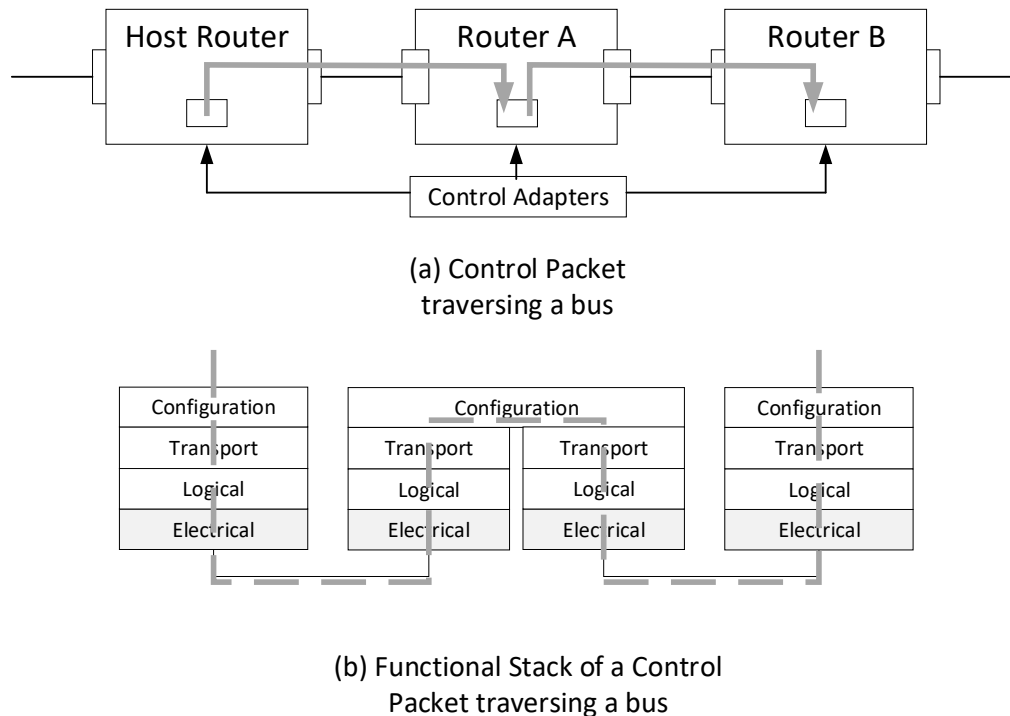 Host Router
Router A
Router B
Control Adapters
(a) Control Packet
traversing a bus
Configuration
Configuration
Configuration
Transport
Transport
Transport
Transport
Logical
Logical
Logical
Logical
Electrical
Electrical
Electrical
Electrical
(b) Functional Stack of a Control
Packet traversing a bus